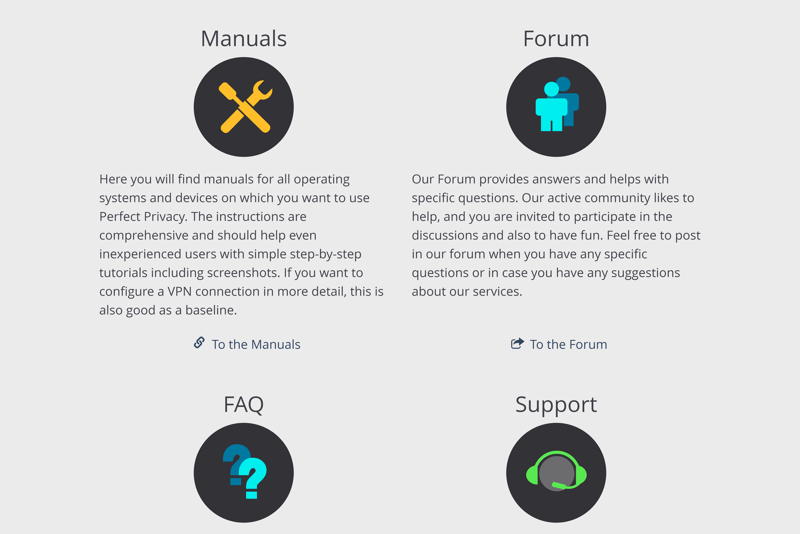 Manuals
Here you will find manuals for all operating
systems and devices on which you want to use
Perfect Privacy. The instructions are
comprehensive and should help even
inexperienced users with simple step-by-step
tutorials including screenshots. If you want to
configure a VPN connection in more detail, this is
also good as a baseline.
To the Manuals
Forum
Our Forum provides answers and helps with
specific questions. Our active community likes to
help, and you are invited to participate in the
discussions and also to have fun. Feel free to post
in our forum when you have any specific
questions or in case you have any suggestions
about our services.
To the Forum
FAQ
??
Support